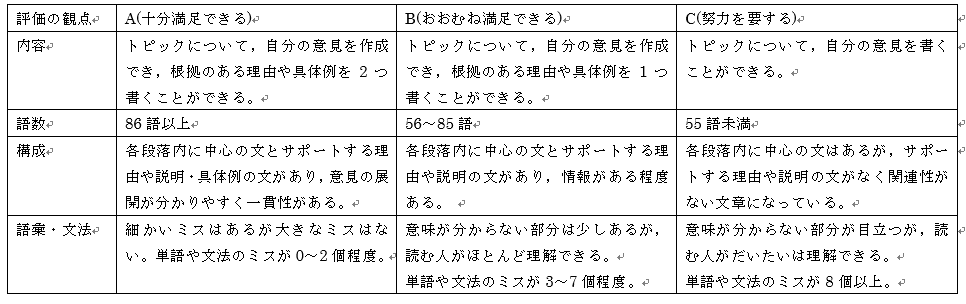 評価の観点 A(十分満足できる) B(おおむね満足できる) C(努力を要する)
内容
トピックについて，自分の意見を作成でき，根拠のある理由や具体例を 2 つ書くことができる。
トピックについて，自分の意見を作成でき，根拠のある理由や具体例を 1 つ書くことができる。
トピックについて，自分の意見を書くことができる。
語数 86 語以上 56～85 語 55 語未満
構成
各段落内に中心の文とサポートする理由や説明・具体例の文があり，意見の展開が分かりやすく一貫性がある。
各段落内に中心の文とサポートする理由や説明の文があり，情報がある程度ある。
各段落内に中心の文はあるが，サポートする理由や説明の文がなく関連性がない文章になっている。
語彙・文法
細かいミスはあるが大きなミスはない。単語や文法のミスが 0～2 個程度。
意味が分からない部分は少しあるが，読む人がほとんど理解できる。
単語や文法のミスが 3～7 個程度。
意味が分からない部分が目立つが，読む人がだいたいは理解できる。
単語や文法のミスが 8 個以上。